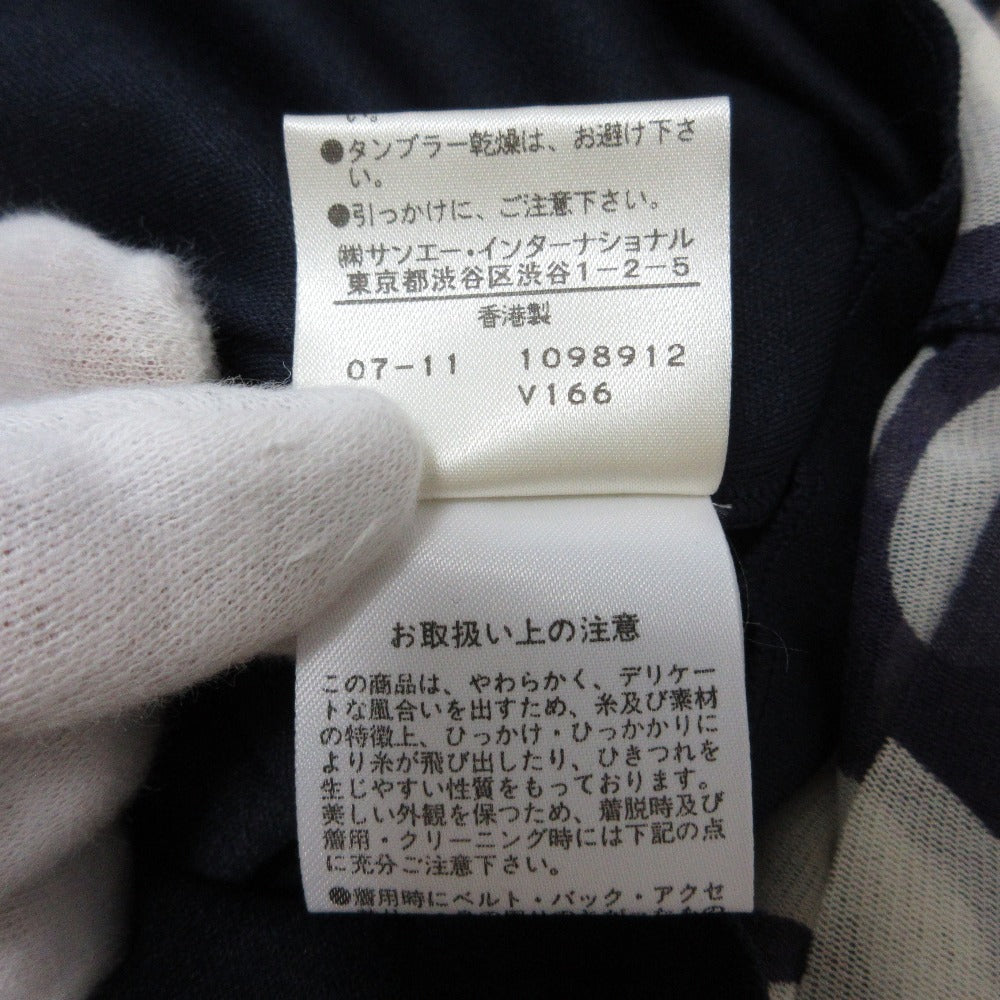 い。
●タンブラー乾燥は、お避け下さ
い。
●引っかけに、ご注意下さい。
㈱サンエー・インターナショナル
東京都渋谷区渋谷1-2-5
香港製
07-11 1098912
V166
お取扱い上の注意
この商品は、やわらかく、デリケー
トな風合いを出すため、糸及び素材
の特徴上、ひっかけ・ひっかかりに
より糸が飛び出したり、ひきつれを
生じやすい性質をもっております。
美しい外観を保つため、着脱時及び
着用・クリーニング時には下記の点
に充分ご注意下さい。
●着用時にベルト・バック・アクセ